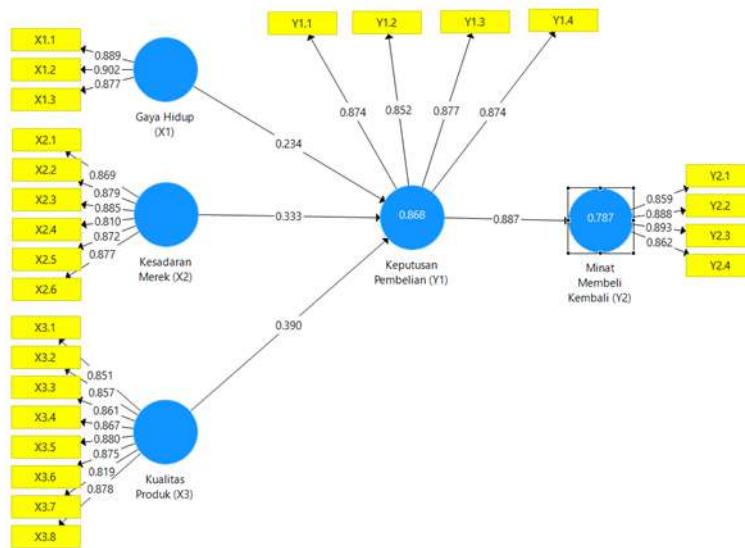 X1.1
X1.2
X1.3
0.889
0.902
0.877
Gaya Hidup
(X1)
X2.1
X2.2
X2.3
X2.4
X2.5
X2.6
0.869
0.879
0.885
0.810
0.872
0.877
Kesadaran
Merek (X2)
X3.1
X3.2
X3.3
X3.4
X3.5
X3.6
X3.7
X3.8
0.851
0.857
0.861
0.867
0.880
0.875
0.819
0.878
Kualitas
Produk (X3)
0.234
0.333
0.390
Y1.1
Y1.2
Y1.3
Y1.4
0.874
0.852
0.877
0.874
0.868
Keputusan
Pembelian (Y1)
0.887
0.787
Minat
Membeli
Kembali (Y2)
0.859
0.888
0.893
0.862
Y2.1
Y2.2
Y2.3
Y2.4